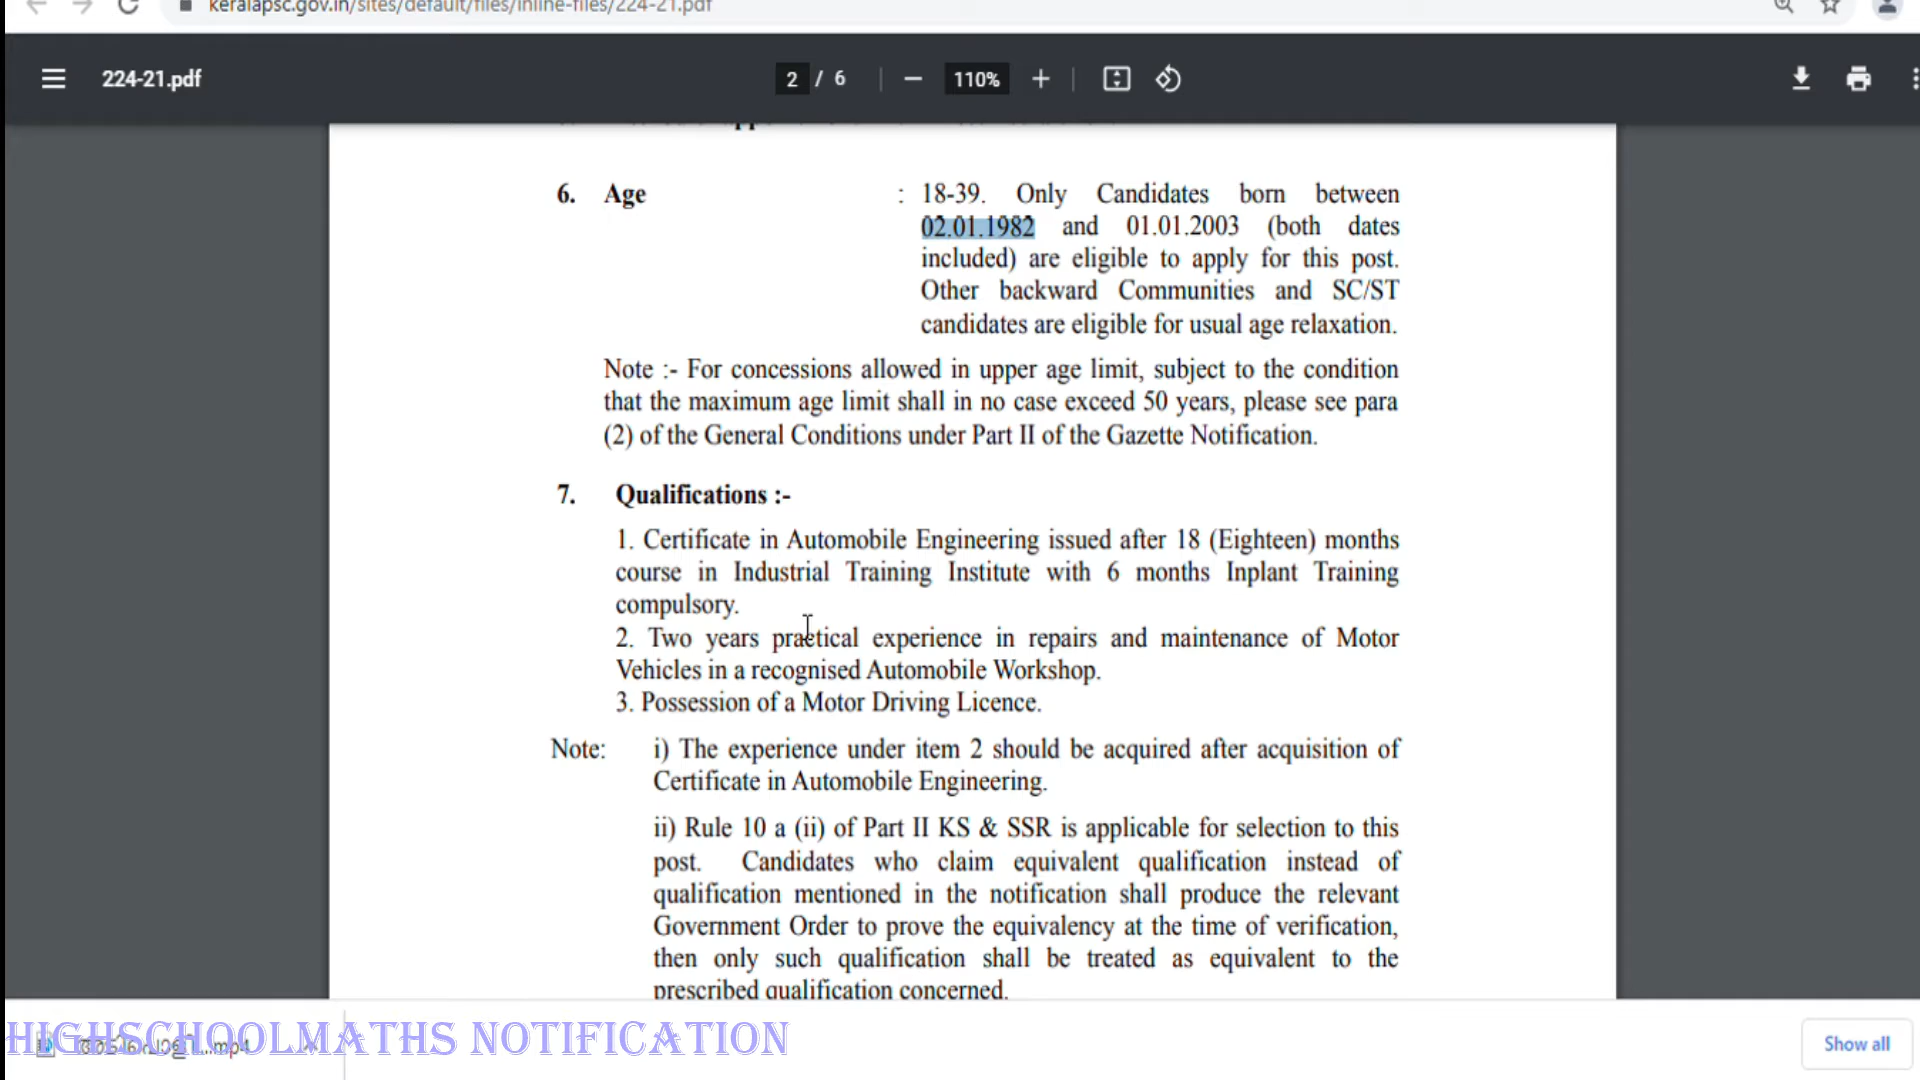 keralapsc.gov.in/sites/default/files/inline-files/224-21.pdf
224-21.pdf
2 / 6
110%
6. Age : 18-39. Only Candidates born between
02.01.1982 and 01.01.2003 (both dates
included) are eligible to apply for this post.
Other backward Communities and SC/ST
candidates are eligible for usual age relaxation.
Note :- For concessions allowed in upper age limit, subject to the condition
that the maximum age limit shall in no case exceed 50 years, please see para
(2) of the General Conditions under Part II of the Gazette Notification.
7. Qualifications :-
1. Certificate in Automobile Engineering issued after 18 (Eighteen) months
course in Industrial Training Institute with 6 months Inplant Training
compulsory.
2. Two years practical experience in repairs and maintenance of Motor
Vehicles in a recognised Automobile Workshop.
3. Possession of a Motor Driving Licence.
Note: i) The experience under item 2 should be acquired after acquisition of
Certificate in Automobile Engineering.
ii) Rule 10 a (ii) of Part II KS & SSR is applicable for selection to this
post. Candidates who claim equivalent qualification instead of
qualification mentioned in the notification shall produce the relevant
Government Order to prove the equivalency at the time of verification,
then only such qualification shall be treated as equivalent to the
prescribed qualification concerned.
HIGHSCHOOLMATHS NOTIFICATION
....mp4
Show all